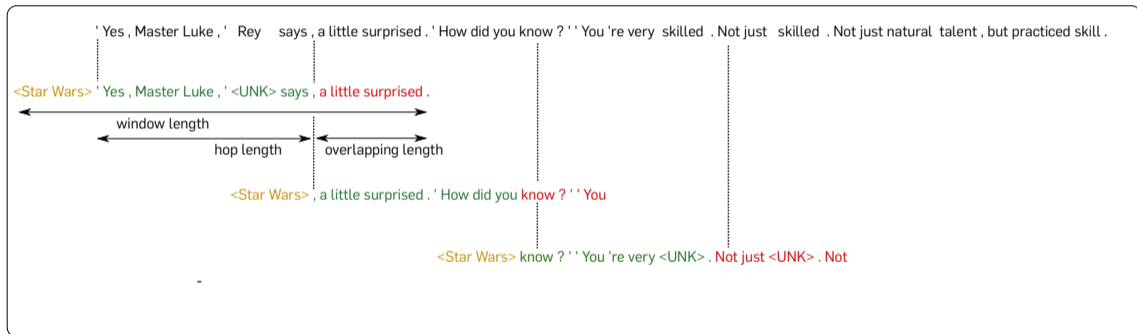 ' Yes , Master Luke , ' Rey says , a little surprised . ' How did you know ? ' ' You 're very skilled . Not just skilled . Not just natural talent , but practiced skill .
<Star Wars> ' Yes , Master Luke , ' <UNK> says , a little surprised .
window length
hop length overlapping length
<Star Wars> , a little surprised . ' How did you know ? ' ' You
<Star Wars> know ? ' ' You 're very <UNK> . Not just <UNK> . Not
-